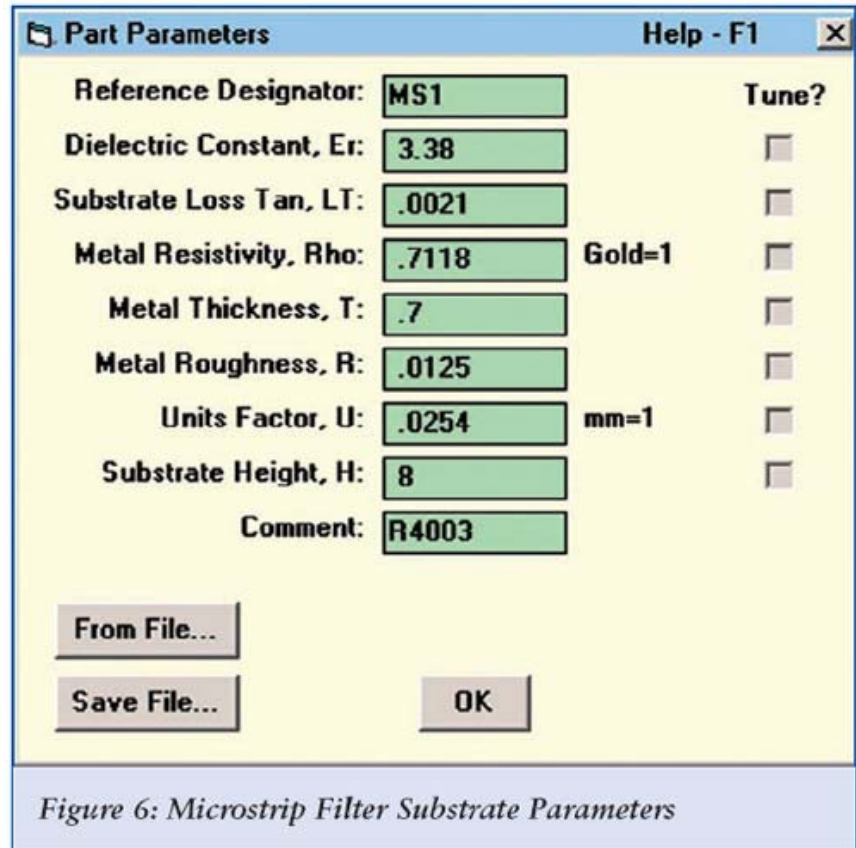 Part Parameters Help - F1
Reference Designator: MS1 Tune?
Dielectric Constant, Er: 3.38
Substrate Loss Tan, LT: .0021
Metal Resistivity, Rho: .7118 Gold=1
Metal Thickness, T: .7
Metal Roughness, R: .0125
Units Factor, U: .0254 mm=1
Substrate Height, H: 8
Comment: R4003
From File...
Save File... OK
Figure 6: Microstrip Filter Substrate Parameters